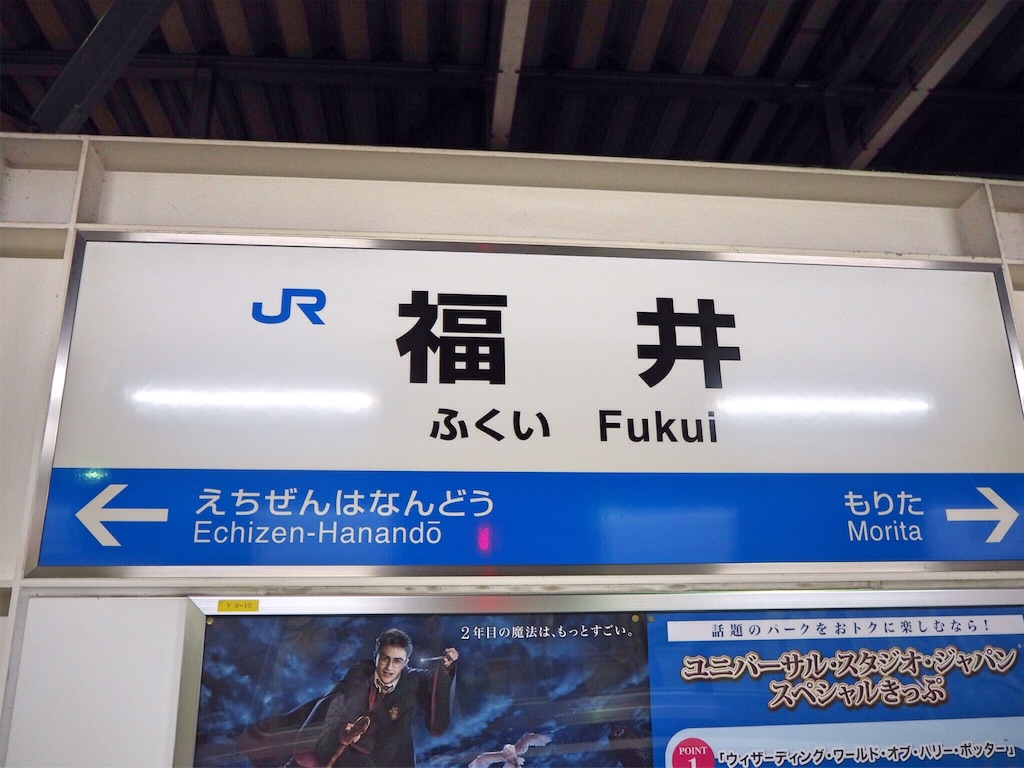 JR 福井
ふくい Fukui
えちぜんはなんどう
Echizen-Hanandō
もりた
Morita
下 9~10
2年目の魔法は、もっとすごい。
話題のパークをおトクに楽しむなら!
ユニバーサル・スタジオ・ジャパン
スペシャルきっぷ
POINT
1
「ウィザーディング・ワールド・オブ・ハリー・ポッター」